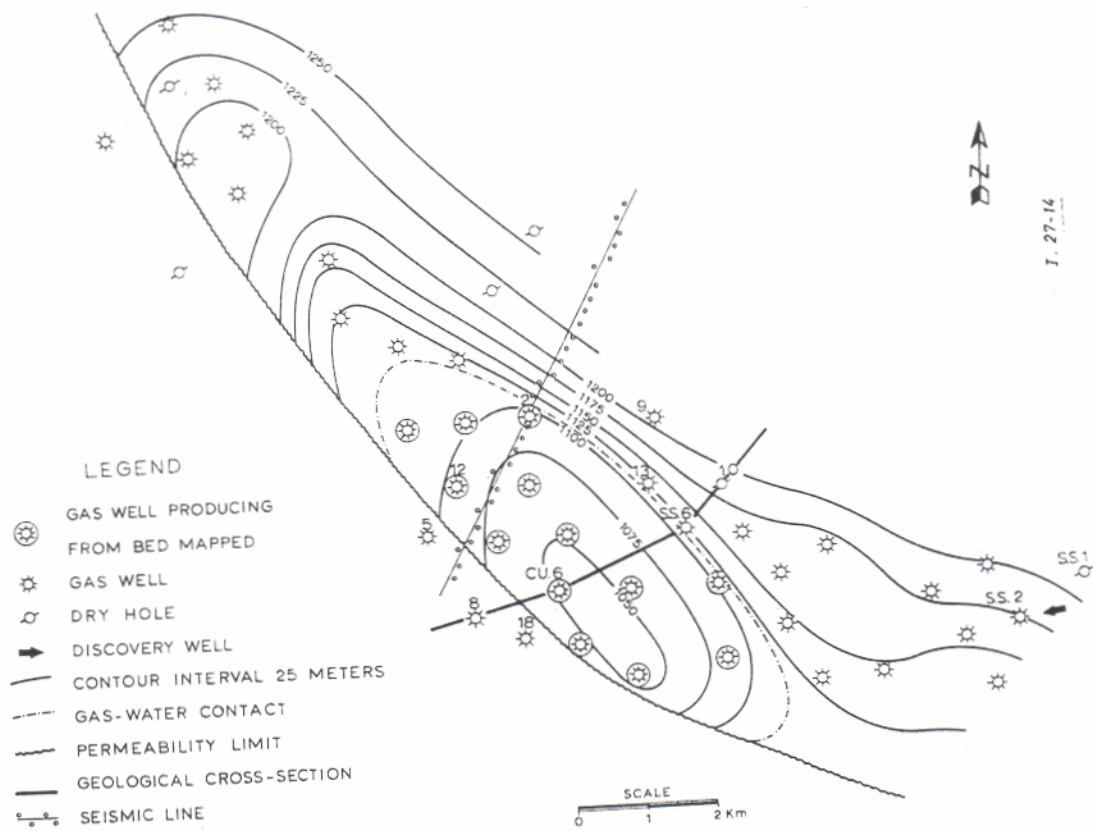 1250
1225
1200
N
I. 27-14
1200
1175
1150
1125
1100
27
9
12
13
1
SS.6
1075
5
CU.6
1050
8
18
SS.1
SS.2
LEGEND
GAS WELL PRODUCING
FROM BED MAPPED
GAS WELL
DRY HOLE
DISCOVERY WELL
CONTOUR INTERVAL 25 METERS
GAS-WATER CONTACT
PERMEABILITY LIMIT
GEOLOGICAL CROSS-SECTION
SEISMIC LINE
SCALE
0 1 2 Km